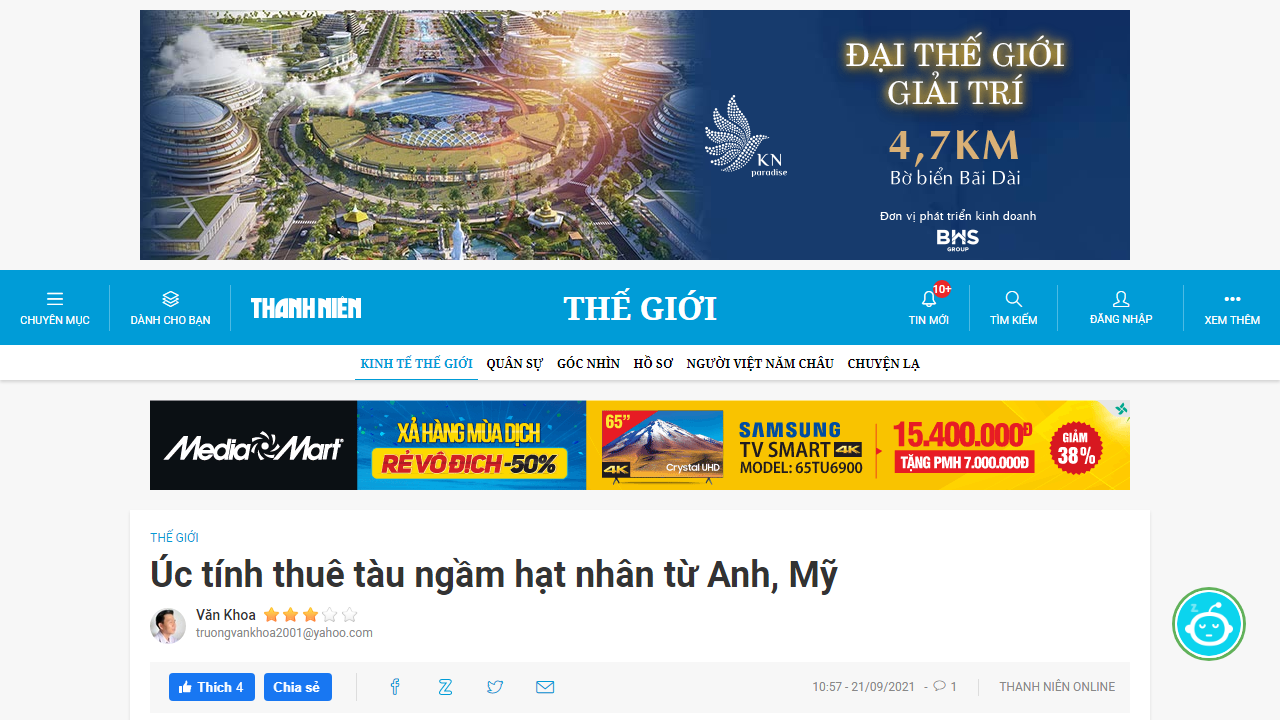 ĐẠI THẾ GIỚI
GIẢI TRÍ
4,7KM
Bờ biển Bãi Dài
KN
paradise
Đơn vị phát triển kinh doanh
BWS
GROUP
CHUYÊN MỤC
DÀNH CHO BẠN
THANH NIÊN
THẾ GIỚI
10+
TIN MỚI
TÌM KIẾM
ĐĂNG NHẬP
XEM THÊM
KINH TẾ THẾ GIỚI QUÂN SỰ GÓC NHÌN HỒ SƠ NGƯỜI VIỆT NĂM CHÂU CHUYỆN LẠ
MediaMart
XẢ HÀNG MÙA DỊCH
RẺ VÔ ĐỊCH -50%
65”
4K
Crystal UHD
SAMSUNG
TV SMART 4K
MODEL: 65TU6900
15.400.000Đ
TẶNG PMH 7.000.000Đ
GIẢM
38%
THẾ GIỚI
Úc tính thuê tàu ngầm hạt nhân từ Anh, Mỹ
Văn Khoa
truongvankhoa2001@yahoo.com
Thích 4 Chia sẻ
10:57 - 21/09/2021 - 1 THANH NIÊN ONLINE